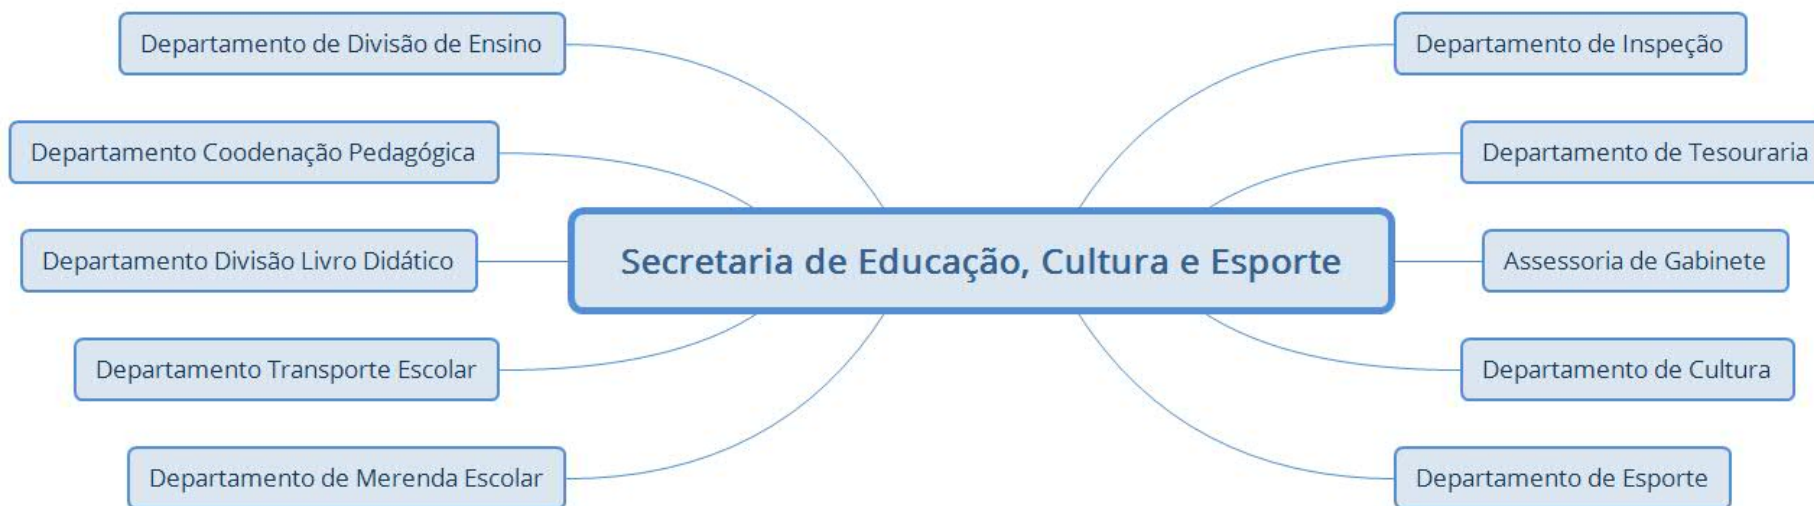 Departamento de Divisão de Ensino
Departamento Coodenação Pedagógica
Departamento Divisão Livro Didático
Departamento Transporte Escolar
Departamento de Merenda Escolar
Secretaria de Educação, Cultura e Esporte
Departamento de Inspeção
Departamento de Tesouraria
Assessoria de Gabinete
Departamento de Cultura
Departamento de Esporte